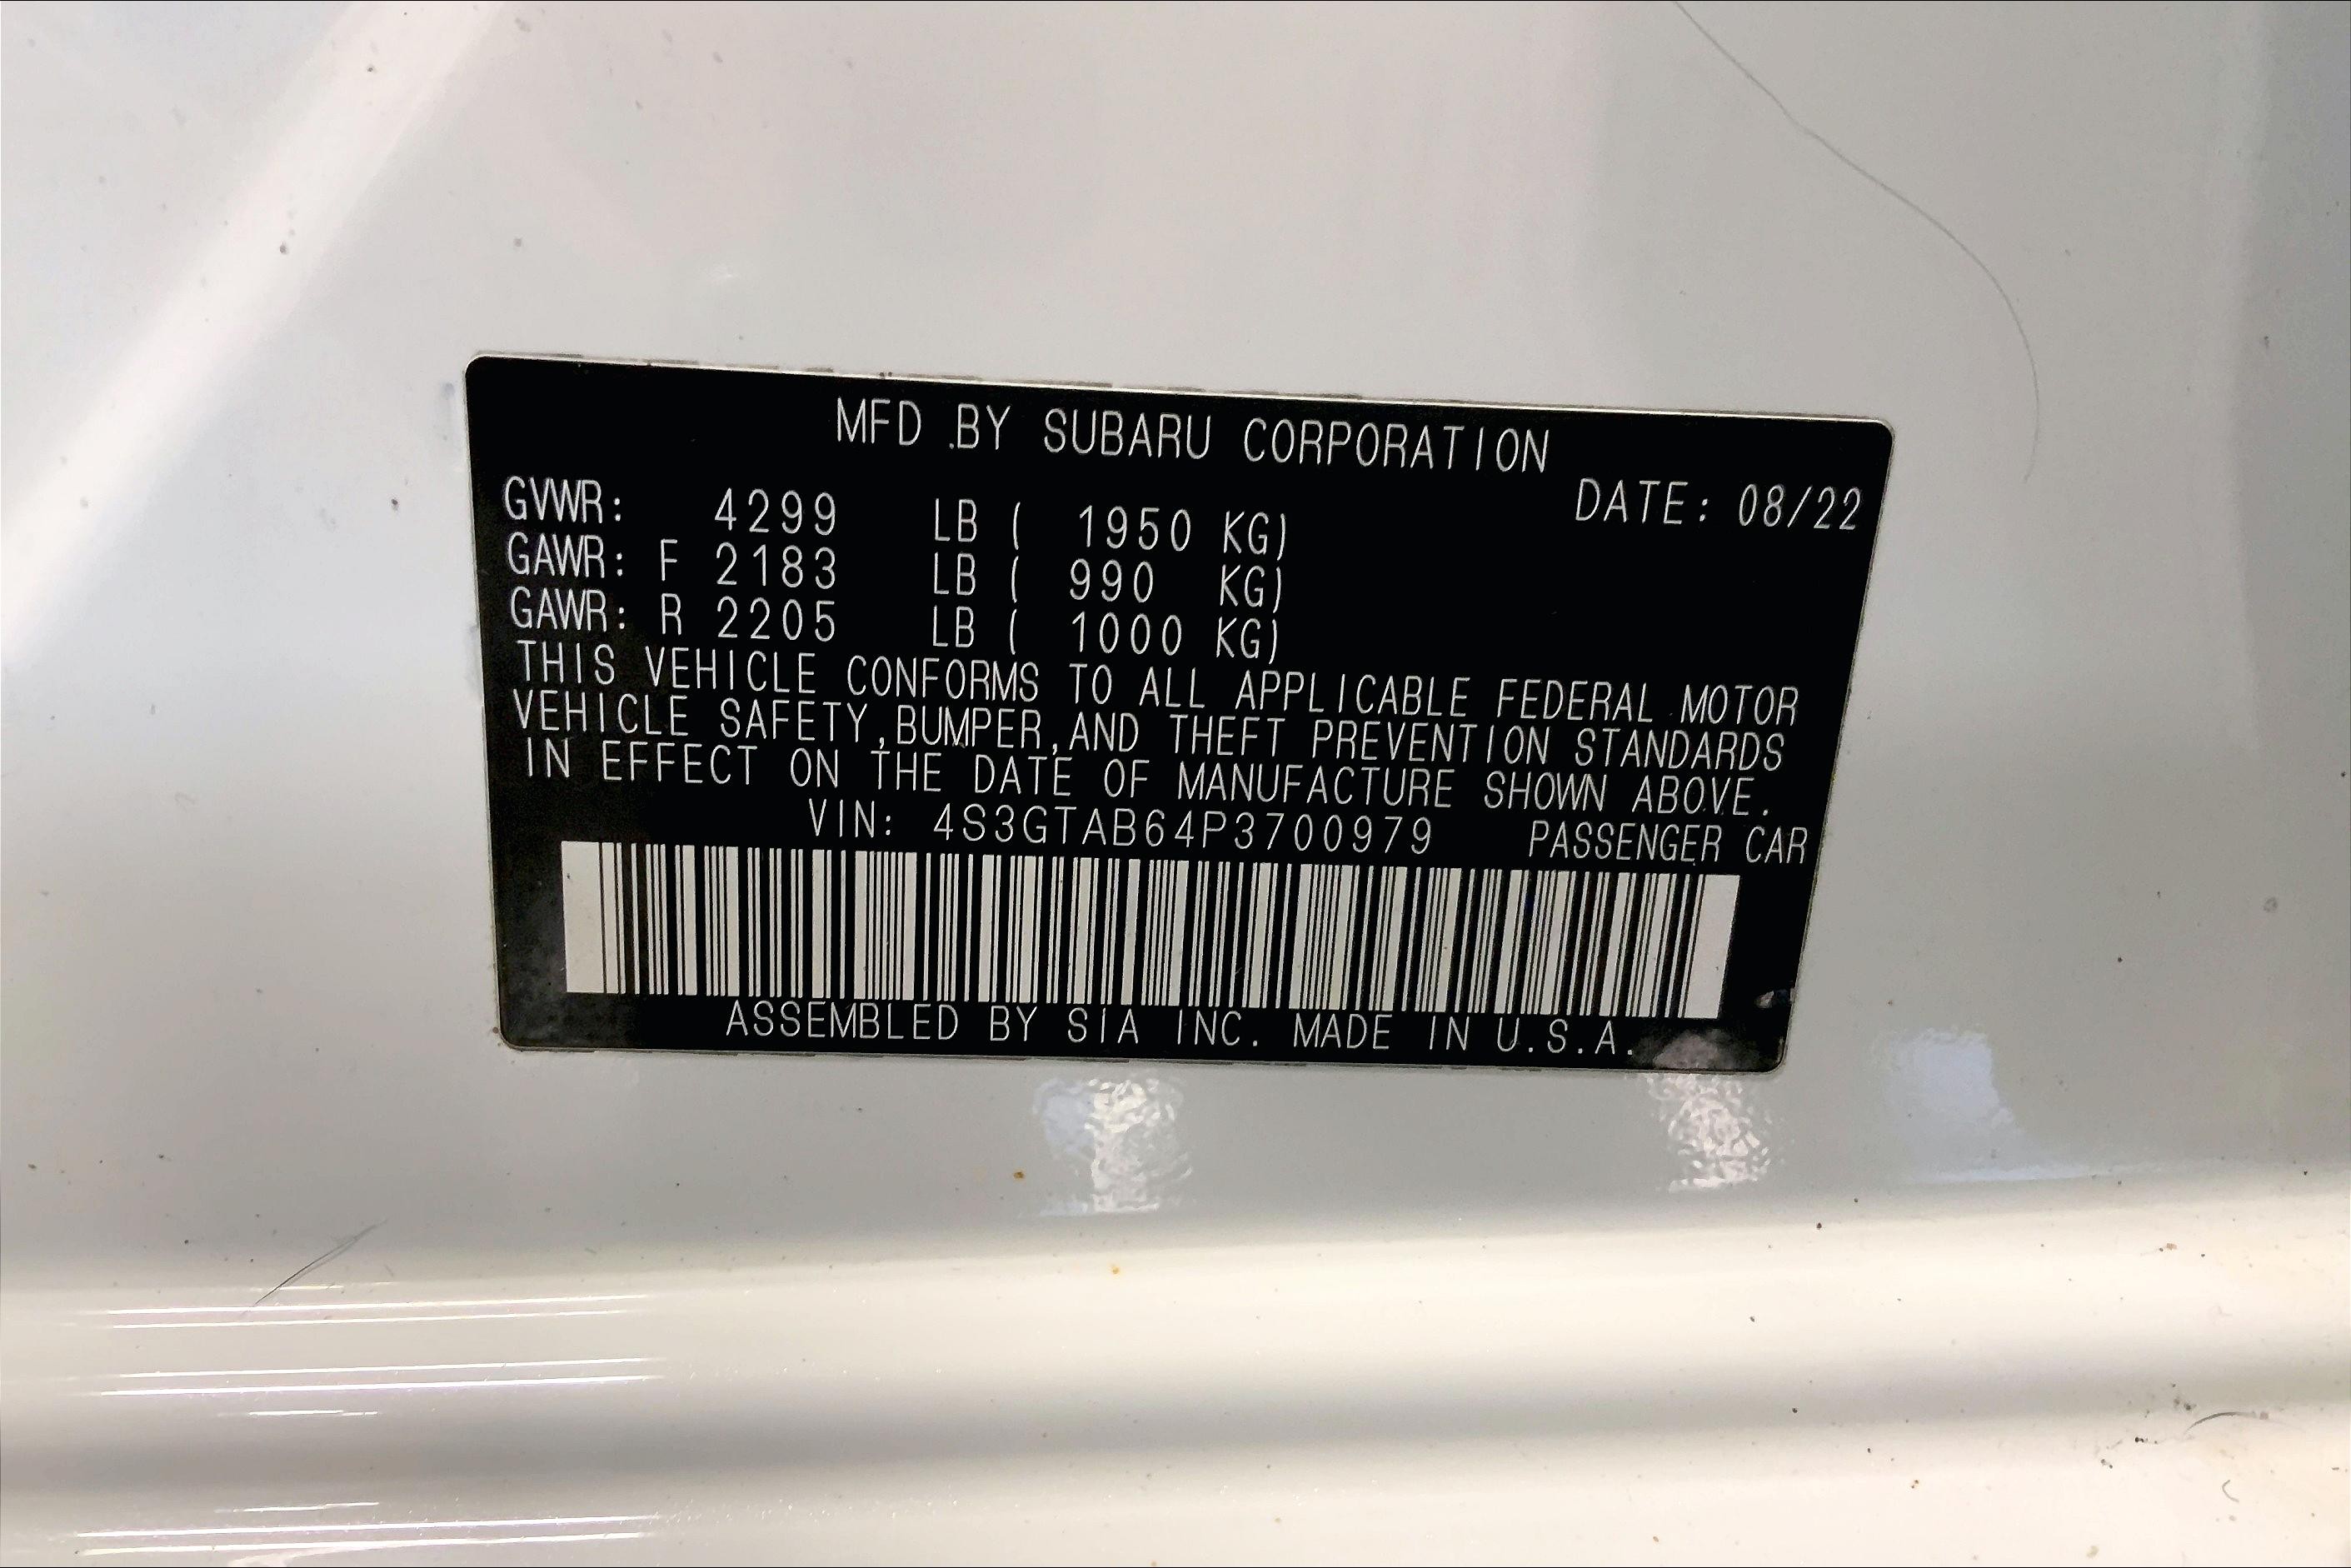 MFD .BY SUBARU CORPORATION
DATE: 08/22
GVWR: 4299 LB ( 1950 KG)
GAWR: F 2183 LB ( 990 KG)
GAWR: R 2205 LB ( 1000 KG)
THIS VEHICLE CONFORMS TO ALL APPLICABLE FEDERAL MOTOR
VEHICLE SAFETY,BUMPER,AND THEFT PREVENTION STANDARDS
IN EFFECT ON THE DATE OF MANUFACTURE SHOWN ABOVE.
VIN: 4S3GTAB64P3700979 PASSENGER CAR
ASSEMBLED BY SIA INC. MADE IN U.S.A.